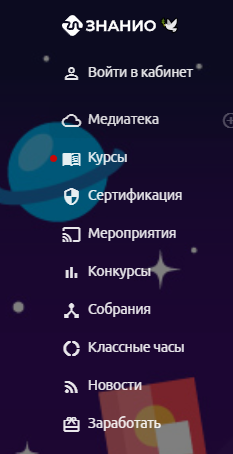 ЗНАНИО
Войти в кабинет
Медиатека
Курсы
Сертификация
Мероприятия
Конкурсы
Собрания
Классные часы
Новости
Заработать